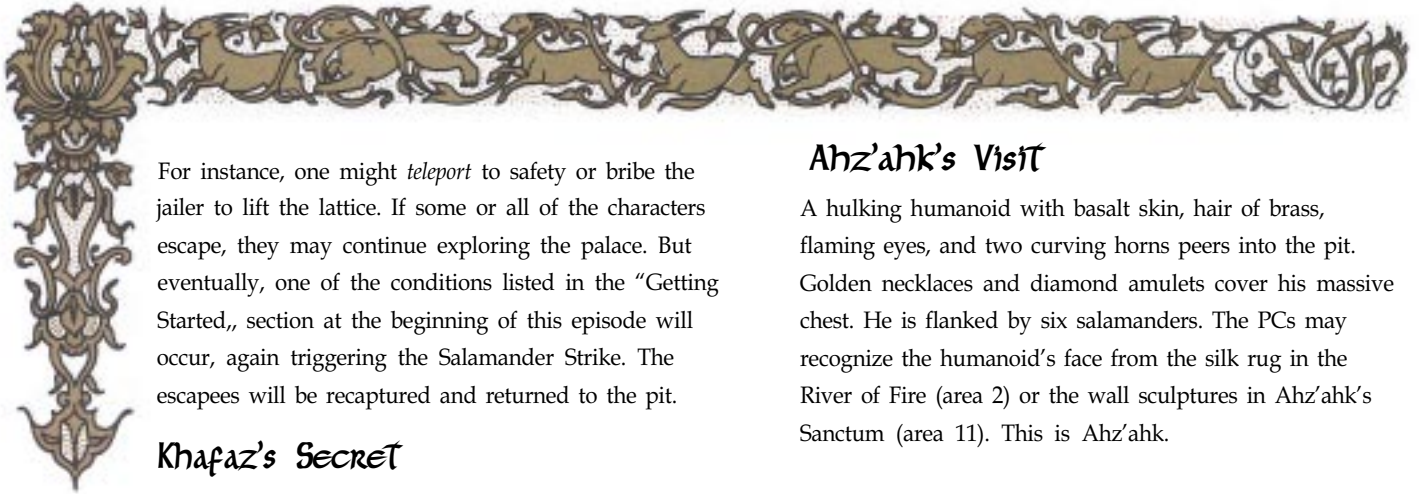 For instance, one might teleport to safety or bribe the
jailer to lift the lattice. If some or all of the characters
escape, they may continue exploring the palace. But
eventually, one of the conditions listed in the “Getting
Started,, section at the beginning of this episode will
occur, again triggering the Salamander Strike. The
escapees will be recaptured and returned to the pit.
Khafaz's Secret
Ahz'ahk's Visit
A hulking humanoid with basalt skin, hair of brass,
flaming eyes, and two curving horns peers into the pit.
Golden necklaces and diamond amulets cover his massive
chest. He is flanked by six salamanders. The PCs may
recognize the humanoid's face from the silk rug in the
River of Fire (area 2) or the wall sculptures in Ahz'ahk's
Sanctum (area 11). This is Ahz'ahk.